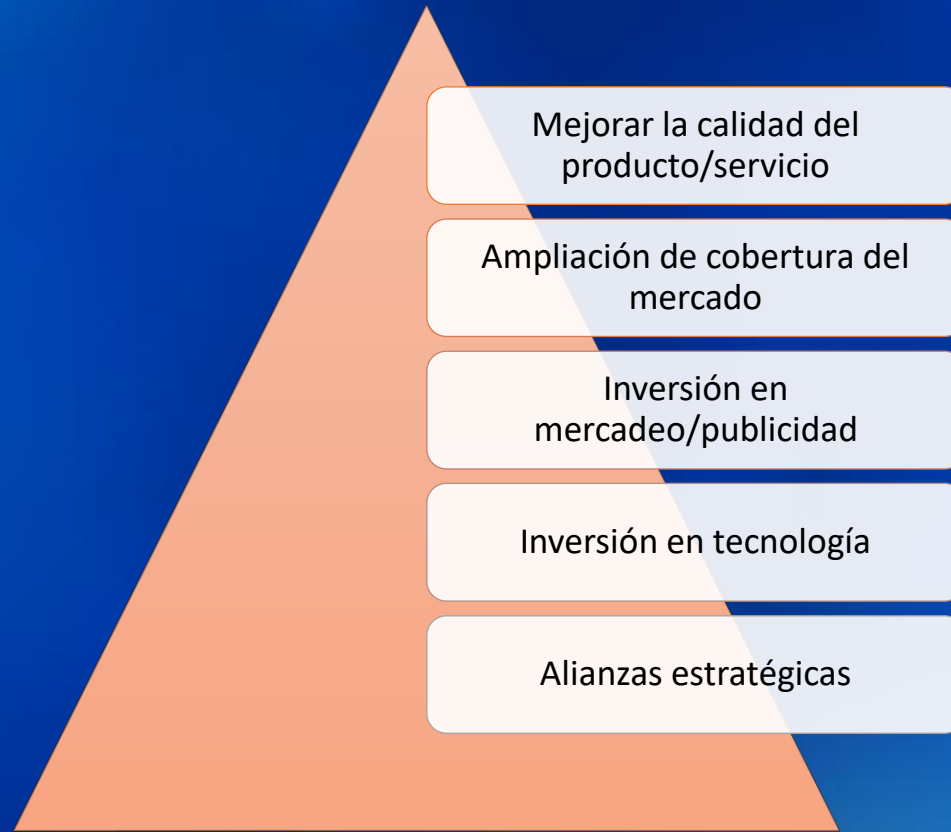 Mejorar la calidad del
producto/servicio
Ampliación de cobertura del
mercado
Inversión en
mercadeo/publicidad
Inversión en tecnología
Alianzas estratégicas